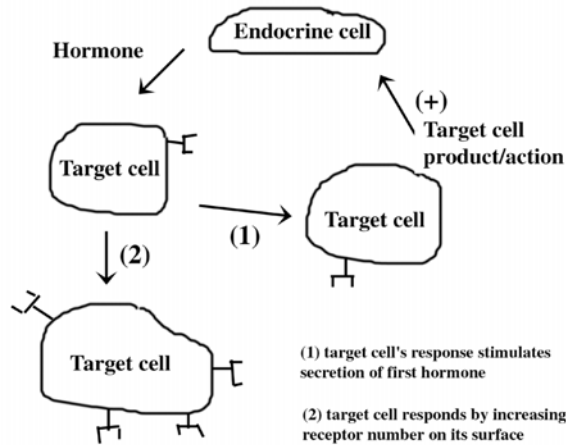 Endocrine cell
Hormone
(+)
Target cell
product/action
Target cell
Target cell
(1)
(2)
Target cell
(1) target cell's response stimulates
secretion of first hormone
(2) target cell responds by increasing
receptor number on its surface